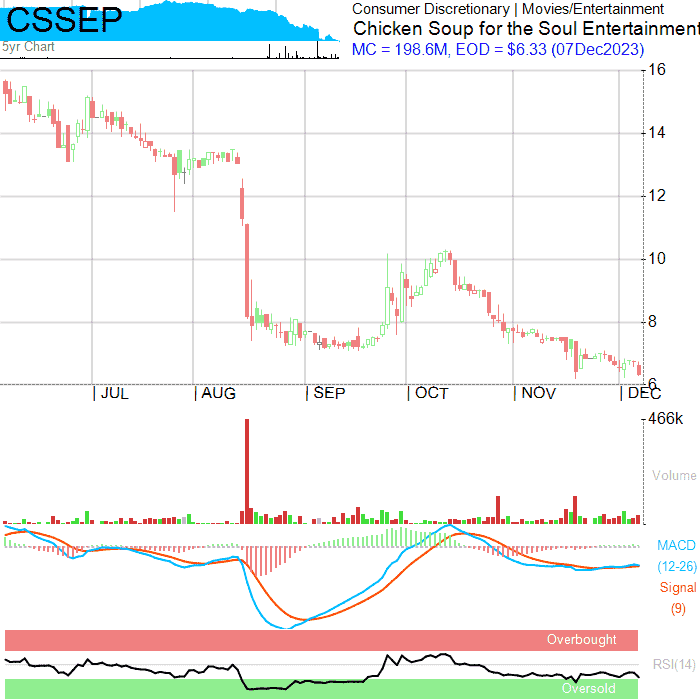 CSSEP
5yr Chart
Consumer Discretionary | Movies/Entertainment
Chicken Soup for the Soul Entertainment
MC = 198.6M, EOD = $6.33 (07Dec2023)
16
14
12
10
8
6
| JUL | AUG | SEP | OCT | NOV | DEC
466k
Volume
MACD
(12-26)
Signal
(9)
Overbought
RSI(14)
Oversold